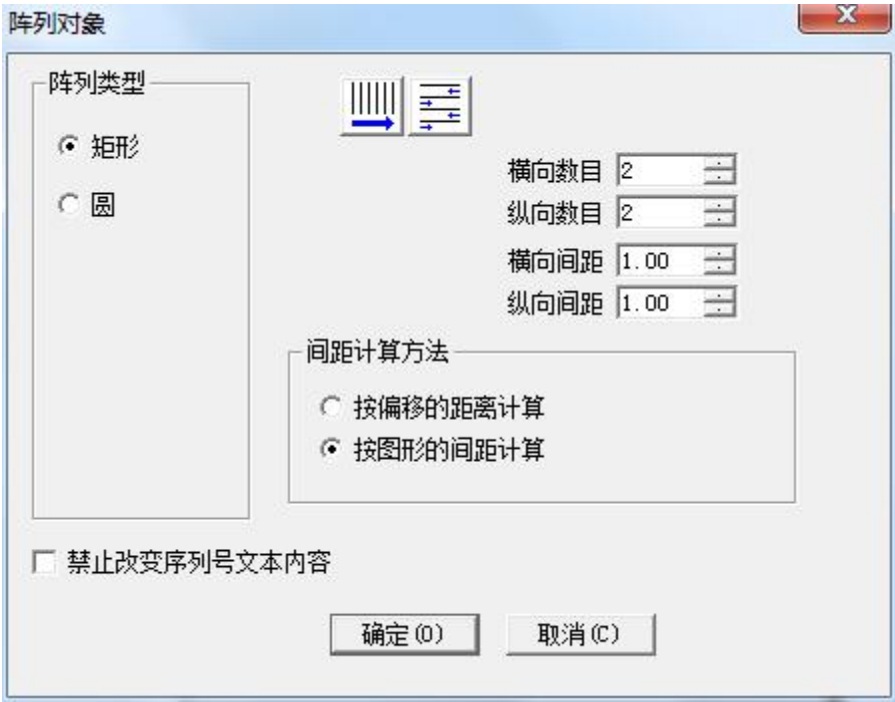 阵列对象
阵列类型
矩形
圆
横向数目 2
纵向数目 2
横向间距 1.00
纵向间距 1.00
间距计算方法
按偏移的距离计算
按图形的间距计算
禁止改变序列号文本内容
确定(O) 取消(C)